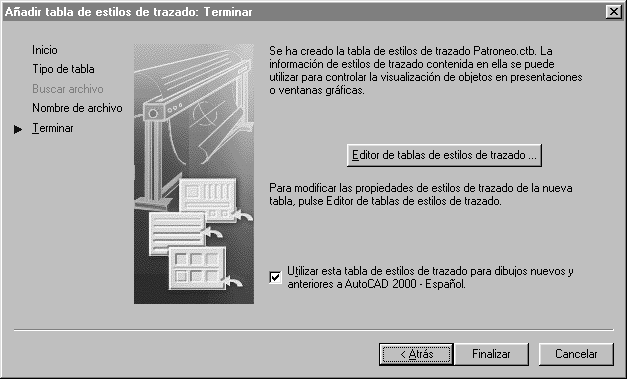 Añadir tabla de estilos de trazado: Terminar
Inicio
Tipo de tabla
Buscar archivo
Nombre de archivo
Terminar
Se ha creado la tabla de estilos de trazado Patroneo.ctb. La
información de estilos de trazado contenida en ella se puede
utilizar para controlar la visualización de objetos en presentaciones
o ventanas gráficas.
Editor de tablas de estilos de trazado ...
Para modificar las propiedades de estilos de trazado de la nueva
tabla, pulse Editor de tablas de estilos de trazado.
Utilizar esta tabla de estilos de trazado para dibujos nuevos y
anteriores a AutoCAD 2000 - Español.
< Atrás
Finalizar
Cancelar